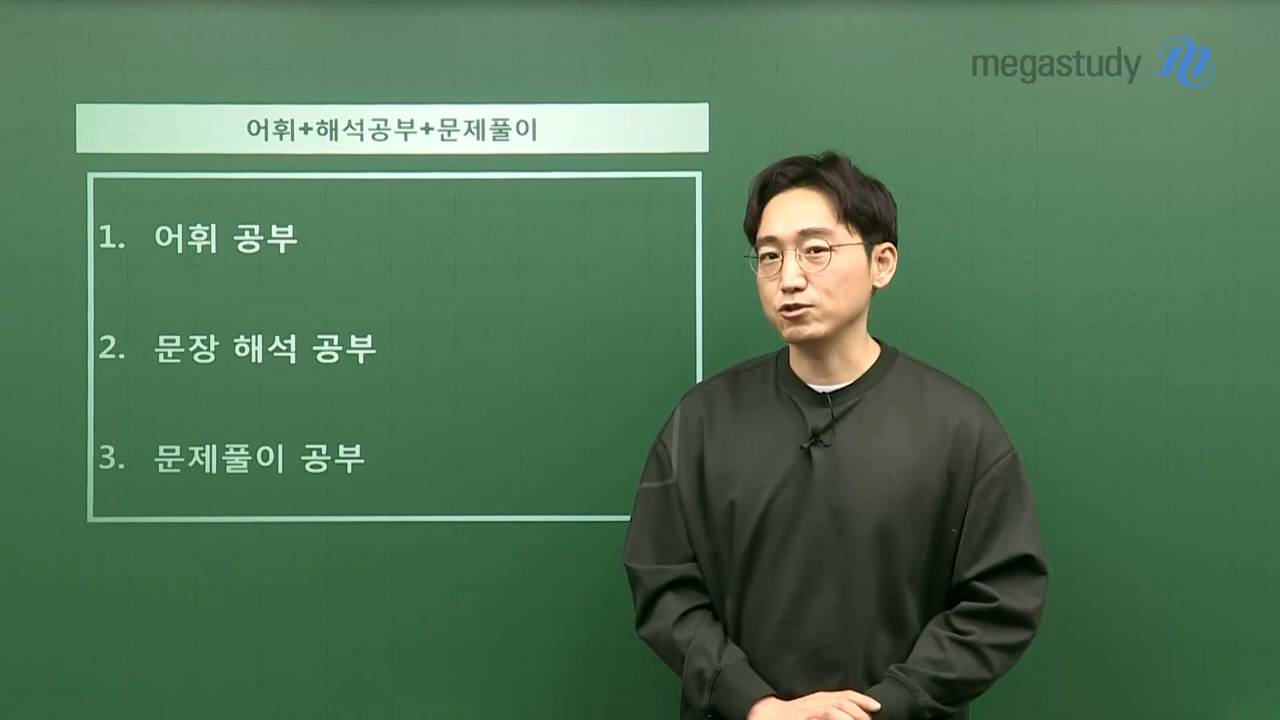 megastudy
어휘+해석공부+문제풀이
1. 어휘 공부
2. 문장 해석 공부
3. 문제풀이 공부